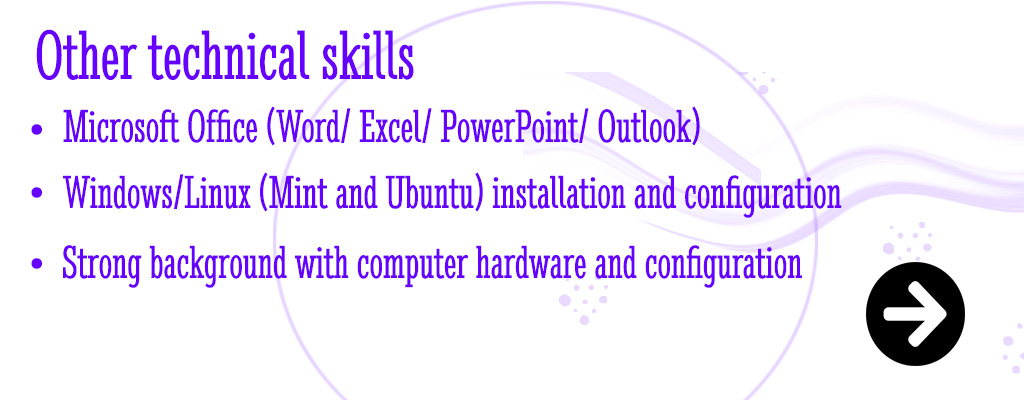 Other technical skills
• Microsoft Office (Word/ Excel/ PowerPoint/ Outlook)
• Windows/Linux (Mint and Ubuntu) installation and configuration
• Strong background with computer hardware and configuration